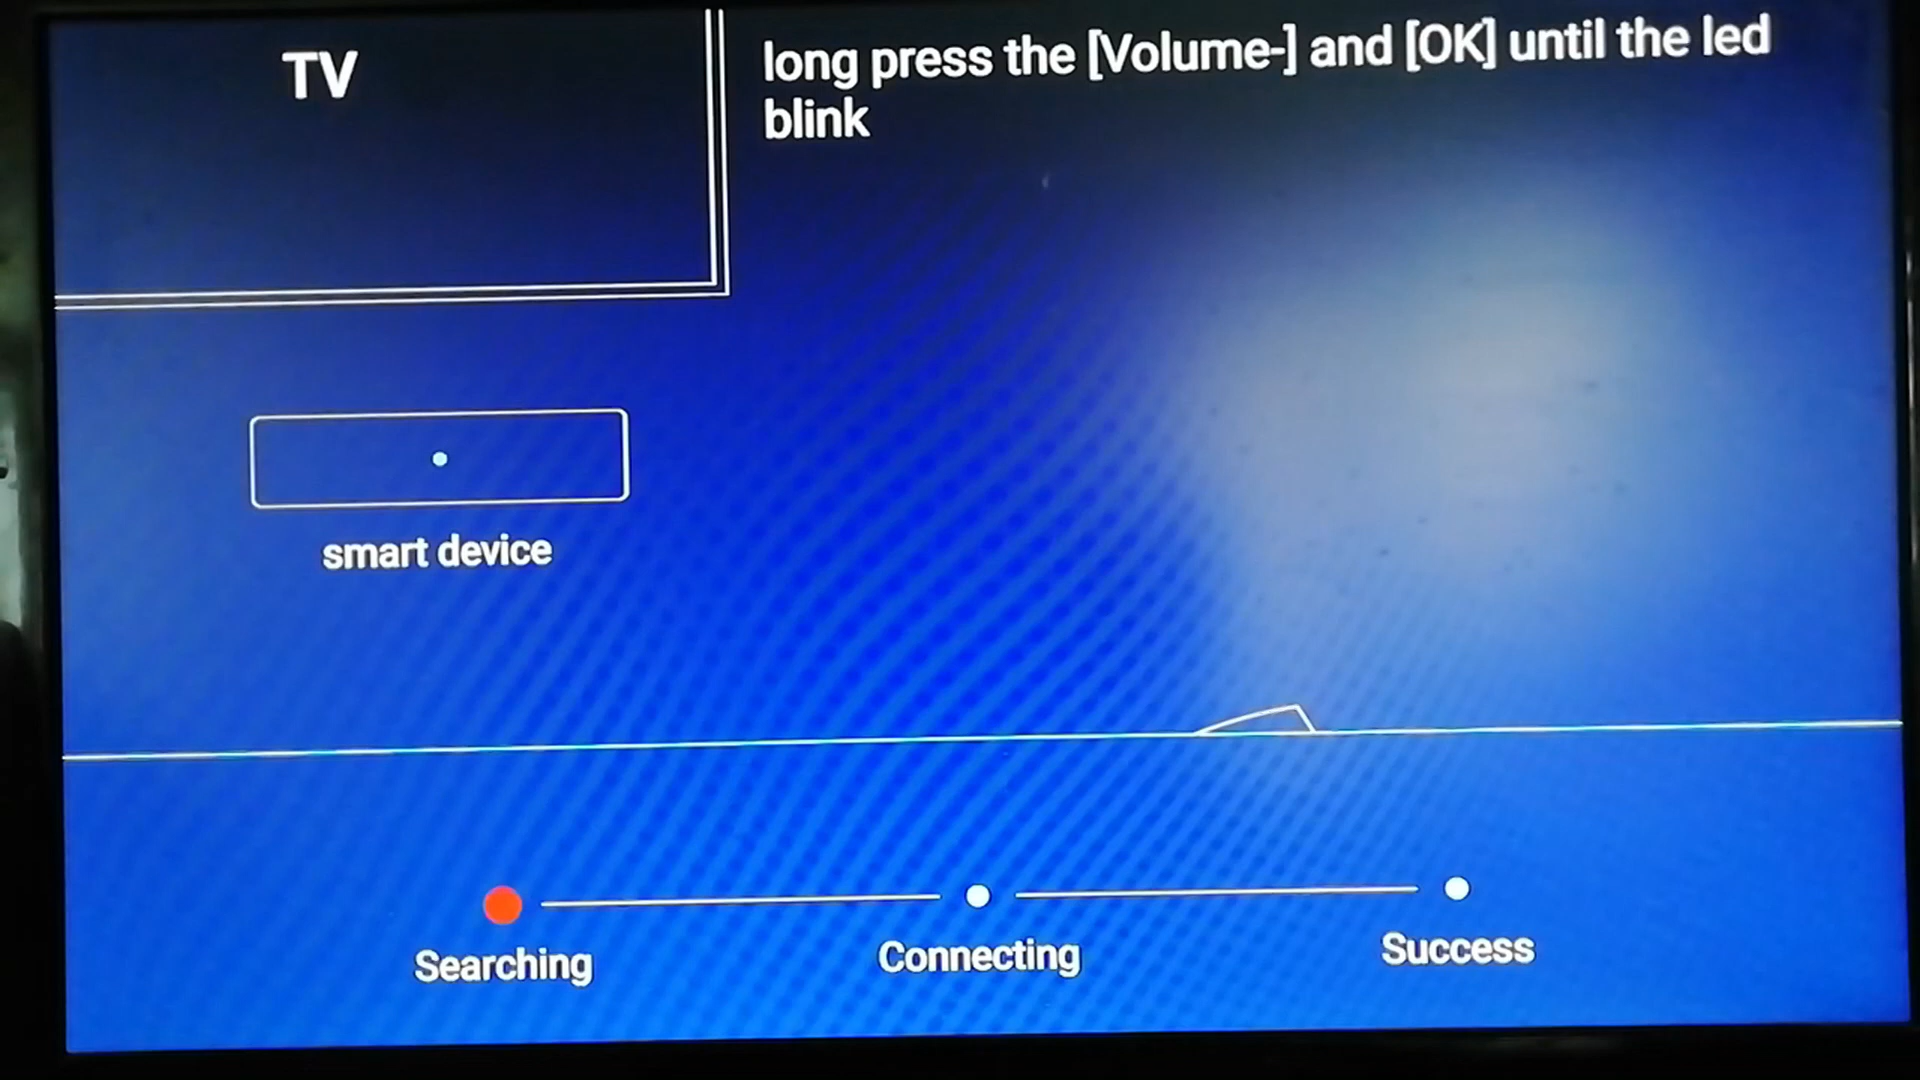 TV
long press the [Volume-] and [OK] until the led
blink
smart device
Searching
Connecting
Success